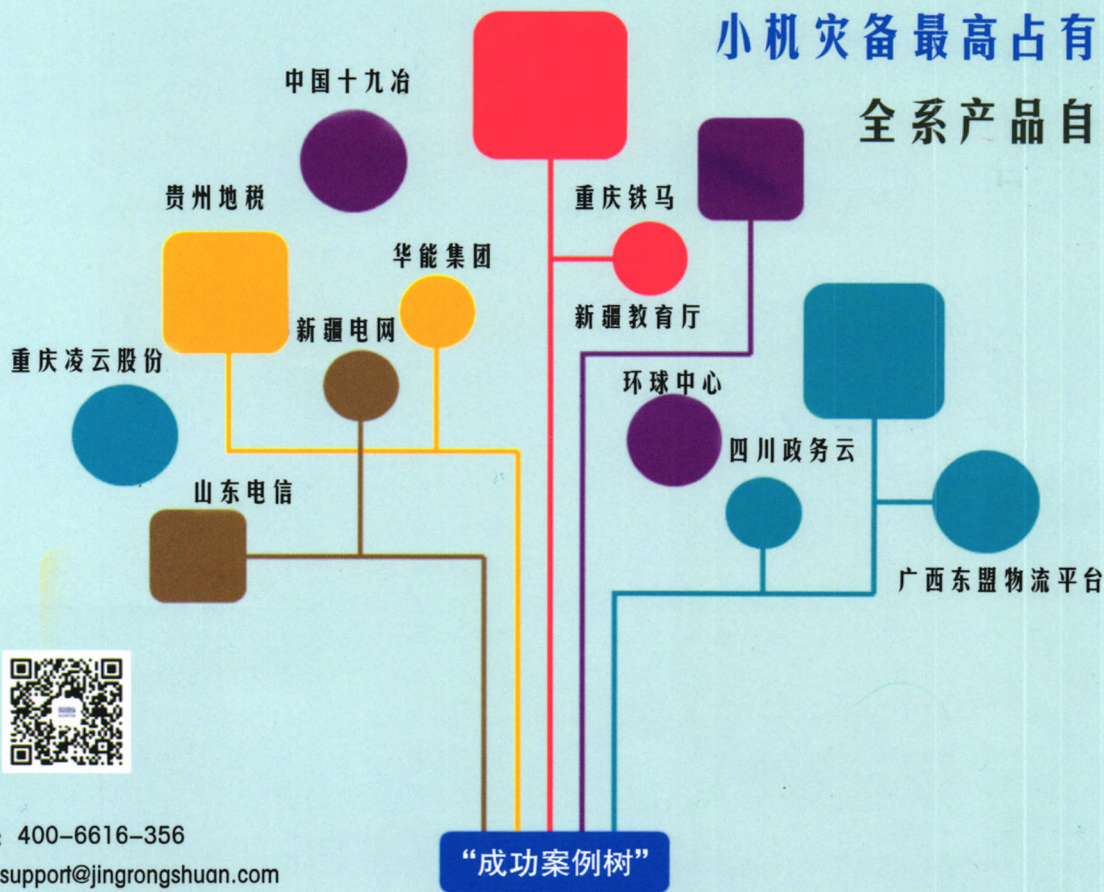 小机灾备最高占有
全系产品自
中国十九冶
贵州地税
重庆铁马
华能集团
新疆教育厅
新疆电网
重庆凌云股份
环球中心
四川政务云
山东电信
广西东盟物流平台
: 400-6616-356
support@jingrongshuan.com
“成功案例树”